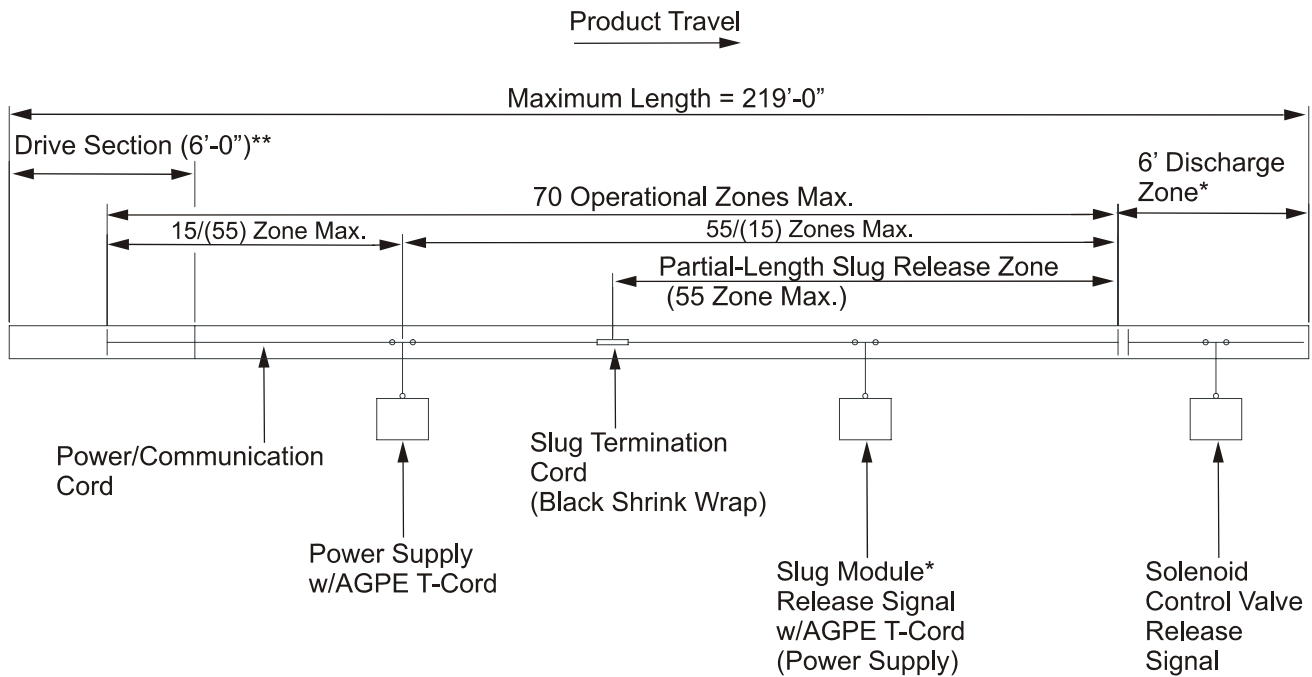 Product Travel
Maximum Length = 219’-0”
Drive Section (6’-0”)**
6’ Discharge
Zone*
70 Operational Zones Max.
15/(55) Zone Max.
55/(15) Zones Max.
Partial-Length Slug Release Zone
(55 Zone Max.)
Power/Communication
Cord
Slug Termination
Cord
(Black Shrink Wrap)
Power Supply
w/AGPE T-Cord
Slug Module*
Release Signal
w/AGPE T-Cord
(Power Supply)
Solenoid
Control Valve
Release
Signal